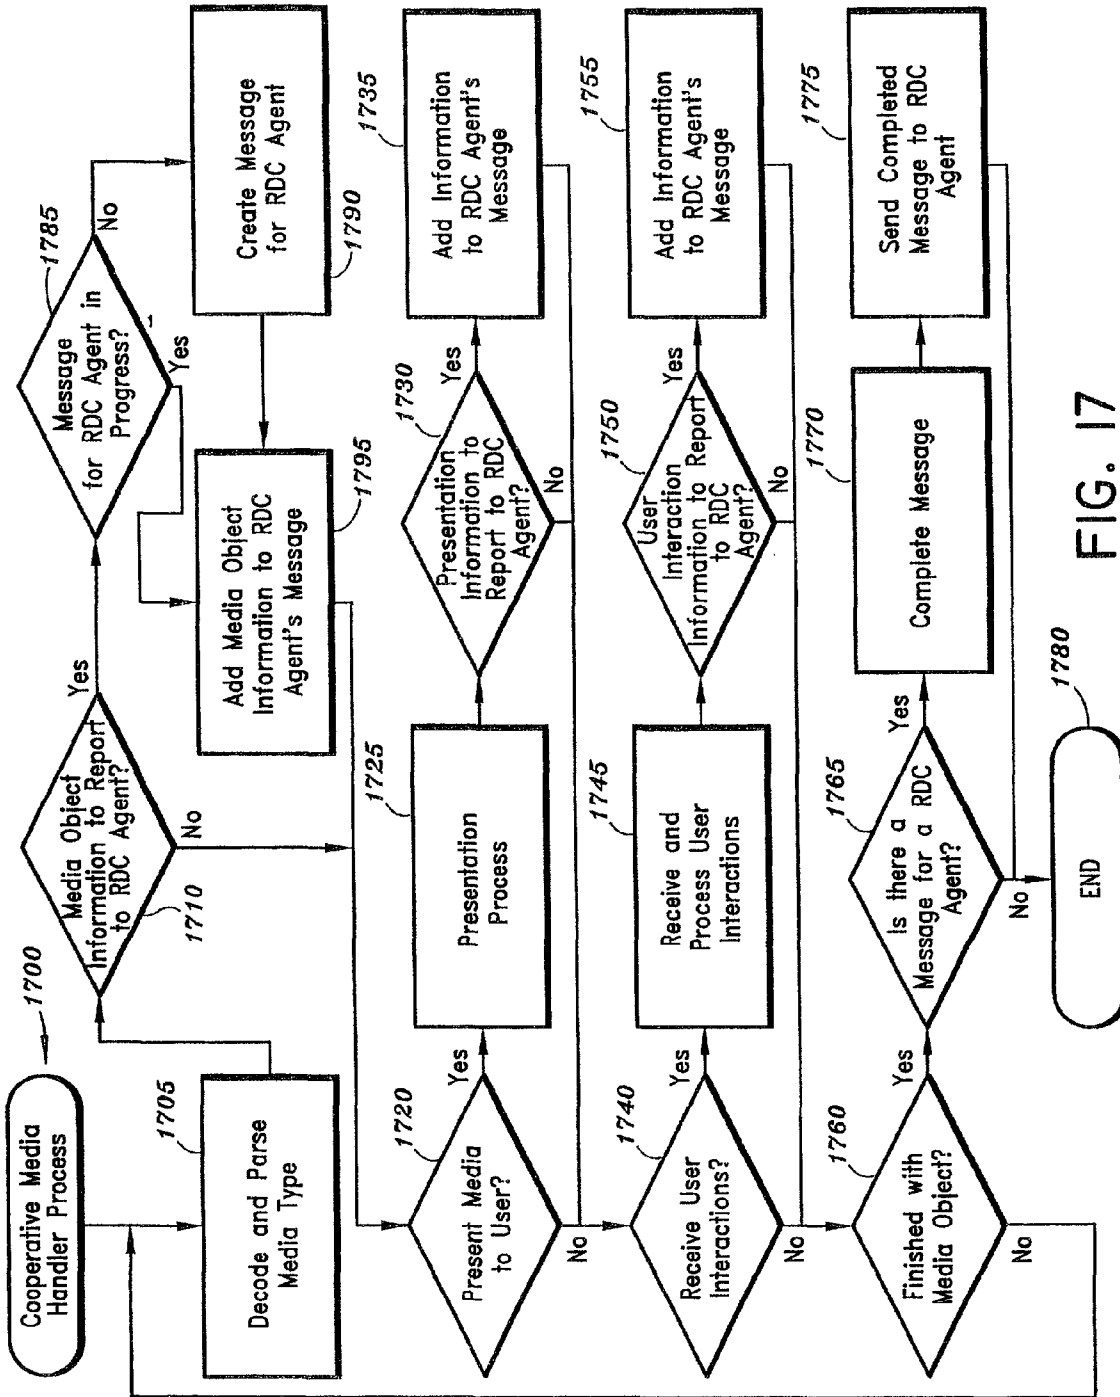 1700
Cooperative Media
Handler Process
1705
Decode and Parse
Media Type
1710
Media Object
Information to Report
to RDC Agent?
Yes
No
1785
Message
for RDC Agent in
Progress?
No
Yes
Create Message
for RDC Agent
1790
1795
Add Media Object
Information to RDC
Agent's Message
1720
Present Media
to User?
Yes
No
1725
Presentation
Process
1730
Presentation
Information to
Report to RDC
Agent?
Yes
No
1735
Add Information
to RDC Agent's
Message
1740
Receive User
Interactions?
Yes
No
1745
Receive and
Process User
Interactions
1750
User
Interaction
Information to Report
to RDC
Agent?
Yes
No
1755
Add Information
to RDC Agent's
Message
1760
Finished with
Media Object?
Yes
No
1765
Is there a
Message for a RDC
Agent?
Yes
No
1770
Complete Message
1775
Send Completed
Message to RDC
Agent
1780
END
FIG. 17